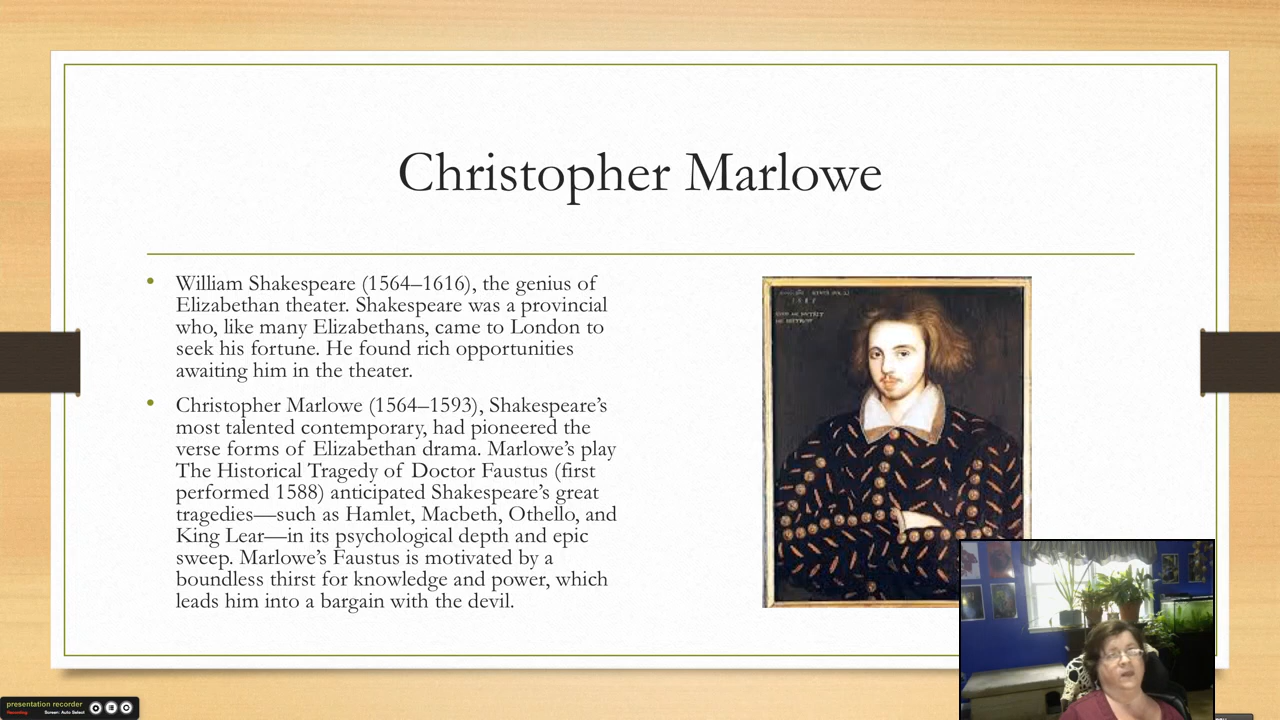 Christopher Marlowe
• William Shakespeare (1564–1616), the genius of
Elizabethan theater. Shakespeare was a provincial
who, like many Elizabethans, came to London to
seek his fortune. He found rich opportunities
awaiting him in the theater.
• Christopher Marlowe (1564–1593), Shakespeare’s
most talented contemporary, had pioneered the
verse forms of Elizabethan drama. Marlowe’s play
The Historical Tragedy of Doctor Faustus (first
performed 1588) anticipated Shakespeare’s great
tragedies—such as Hamlet, Macbeth, Othello, and
King Lear—in its psychological depth and epic
sweep. Marlowe’s Faustus is motivated by a
boundless thirst for knowledge and power, which
leads him into a bargain with the devil.
presentation recorder
Recording
Screen: Auto Select